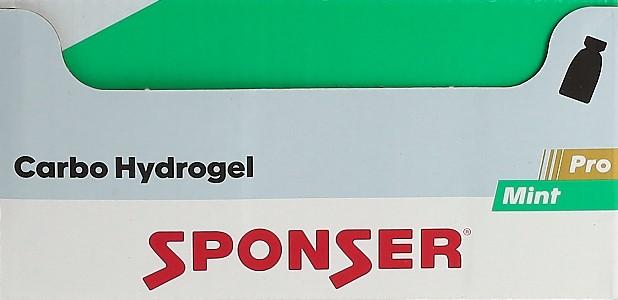 Carbo Hydrogel
Pro
Mint
SPONSER®